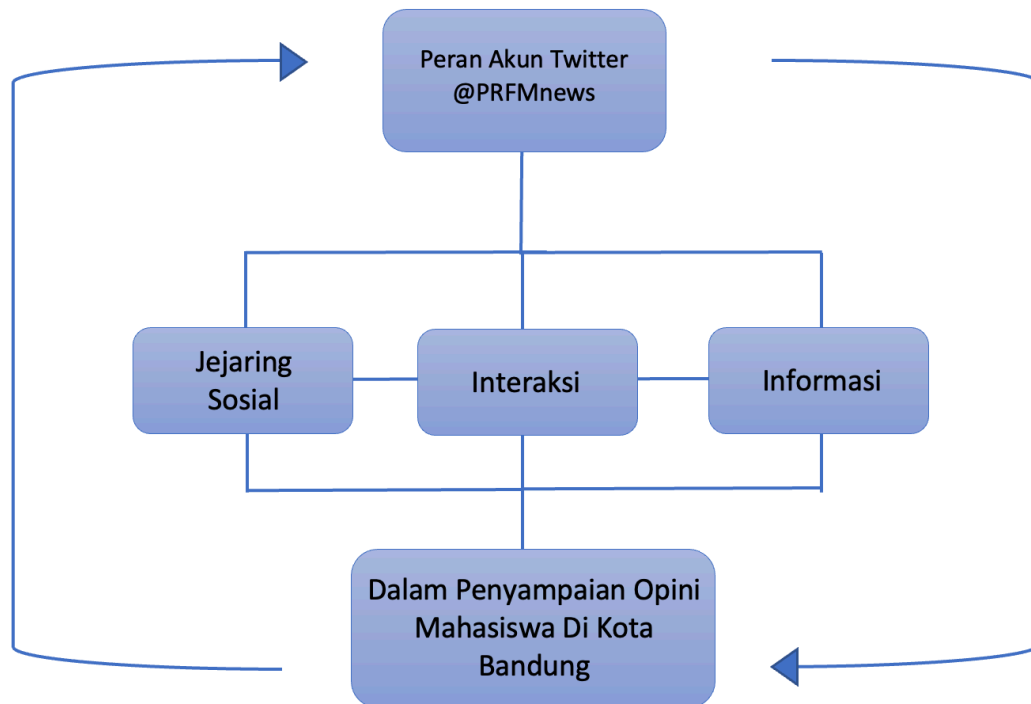 Peran Akun Twitter
@PRFMnews
Jejaring
Sosial
Interaksi
Informasi
Dalam Penyampaian Opini
Mahasiswa Di Kota
Bandung